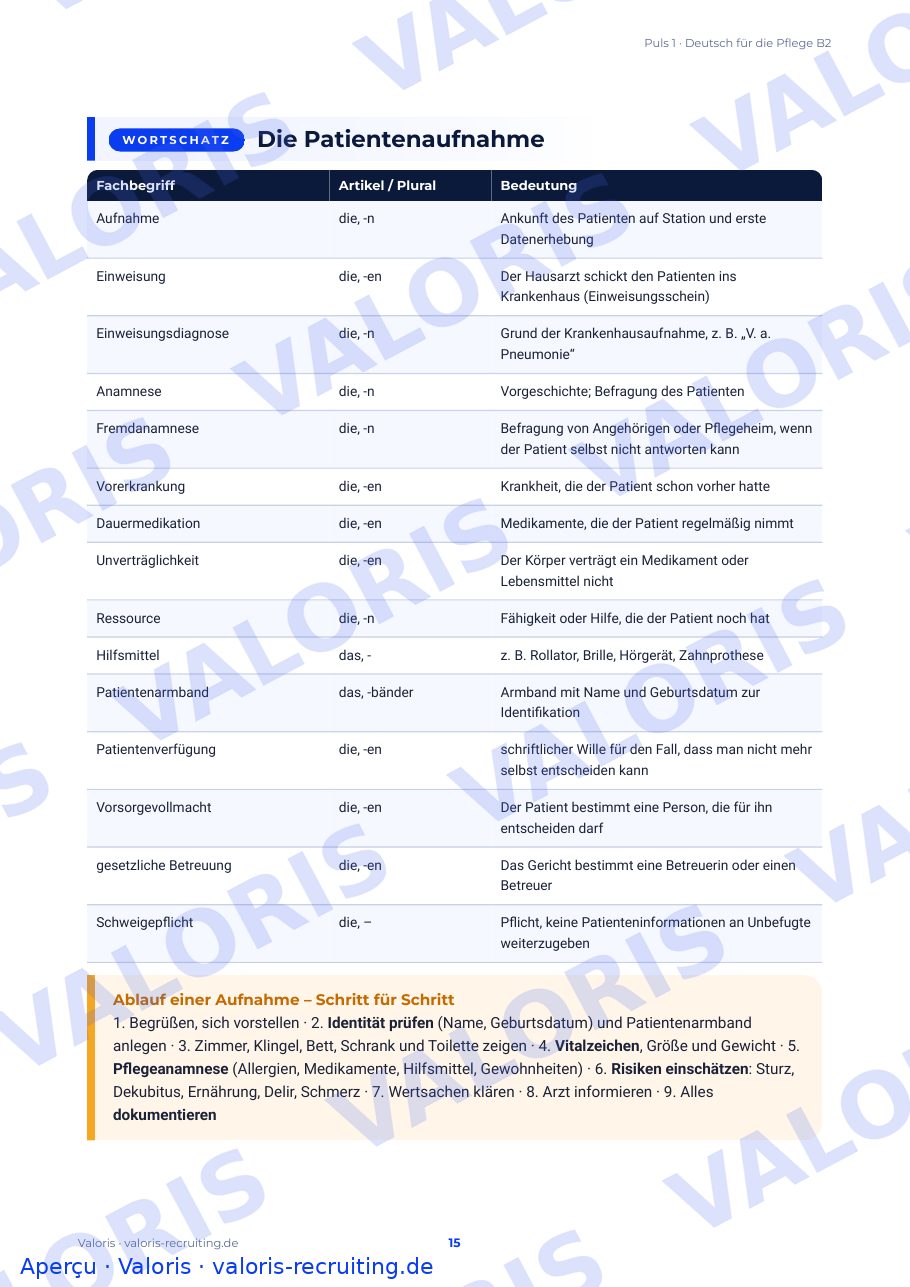 Puls 1 · Deutsch für die Pflege B2
WORTSCHATZ Die Patientenaufnahme
Fachbegriff Artikel / Plural Bedeutung
Aufnahme die, -n Ankunft des Patienten auf Station und erste
Datenerhebung
Einweisung die, -en Der Hausarzt schickt den Patienten ins
Krankenhaus (Einweisungsschein)
Einweisungsdiagnose die, -n Grund der Krankenhausaufnahme, z. B. „V. a.
Pneumonie“
Anamnese die, -n Vorgeschichte; Befragung des Patienten
Fremdanamnese die, -n Befragung von Angehörigen oder Pflegeheim, wenn
der Patient selbst nicht antworten kann
Vorerkrankung die, -en Krankheit, die der Patient schon vorher hatte
Dauermedikation die, -en Medikamente, die der Patient regelmäßig nimmt
Unverträglichkeit die, -en Der Körper verträgt ein Medikament oder
Lebensmittel nicht
Ressource die, -n Fähigkeit oder Hilfe, die der Patient noch hat
Hilfsmittel das, - z. B. Rollator, Brille, Hörgerät, Zahnprothese
Patientenarmband das, -bänder Armband mit Name und Geburtsdatum zur
Identifikation
Patientenverfügung die, -en schriftlicher Wille für den Fall, dass man nicht mehr
selbst entscheiden kann
Vorsorgevollmacht die, -en Der Patient bestimmt eine Person, die für ihn
entscheiden darf
gesetzliche Betreuung die, -en Das Gericht bestimmt eine Betreuerin oder einen
Betreuer
Schweigepflicht die, – Pflicht, keine Patienteninformationen an Unbefugte
weiterzugeben
Ablauf einer Aufnahme – Schritt für Schritt
1. Begrüßen, sich vorstellen · 2. Identität prüfen (Name, Geburtsdatum) und Patientenarmband
anlegen · 3. Zimmer, Klingel, Bett, Schrank und Toilette zeigen · 4. Vitalzeichen, Größe und Gewicht · 5.
Pflegeanamnese (Allergien, Medikamente, Hilfsmittel, Gewohnheiten) · 6. Risiken einschätzen: Sturz,
Dekubitus, Ernährung, Delir, Schmerz · 7. Wertsachen klären · 8. Arzt informieren · 9. Alles
dokumentieren
Valoris · valoris-recruiting.de 15
Aperçu · Valoris · valoris-recruiting.de
VALORIS